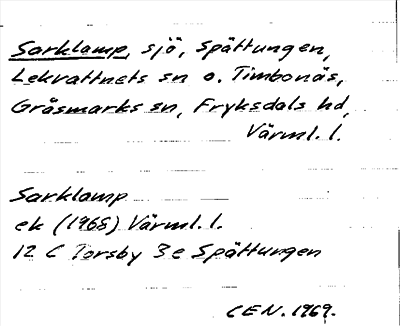 Sarklamp, sjö, Spättungen,
Lekvattnets sn o. Timbonäs,
Gräsmarks sn, Fryksdals hd,
Värml. l.
Sarklamp
ek (1968) Värml. l.
12 C Torsby 3e Spättungen
CEN. 1969.